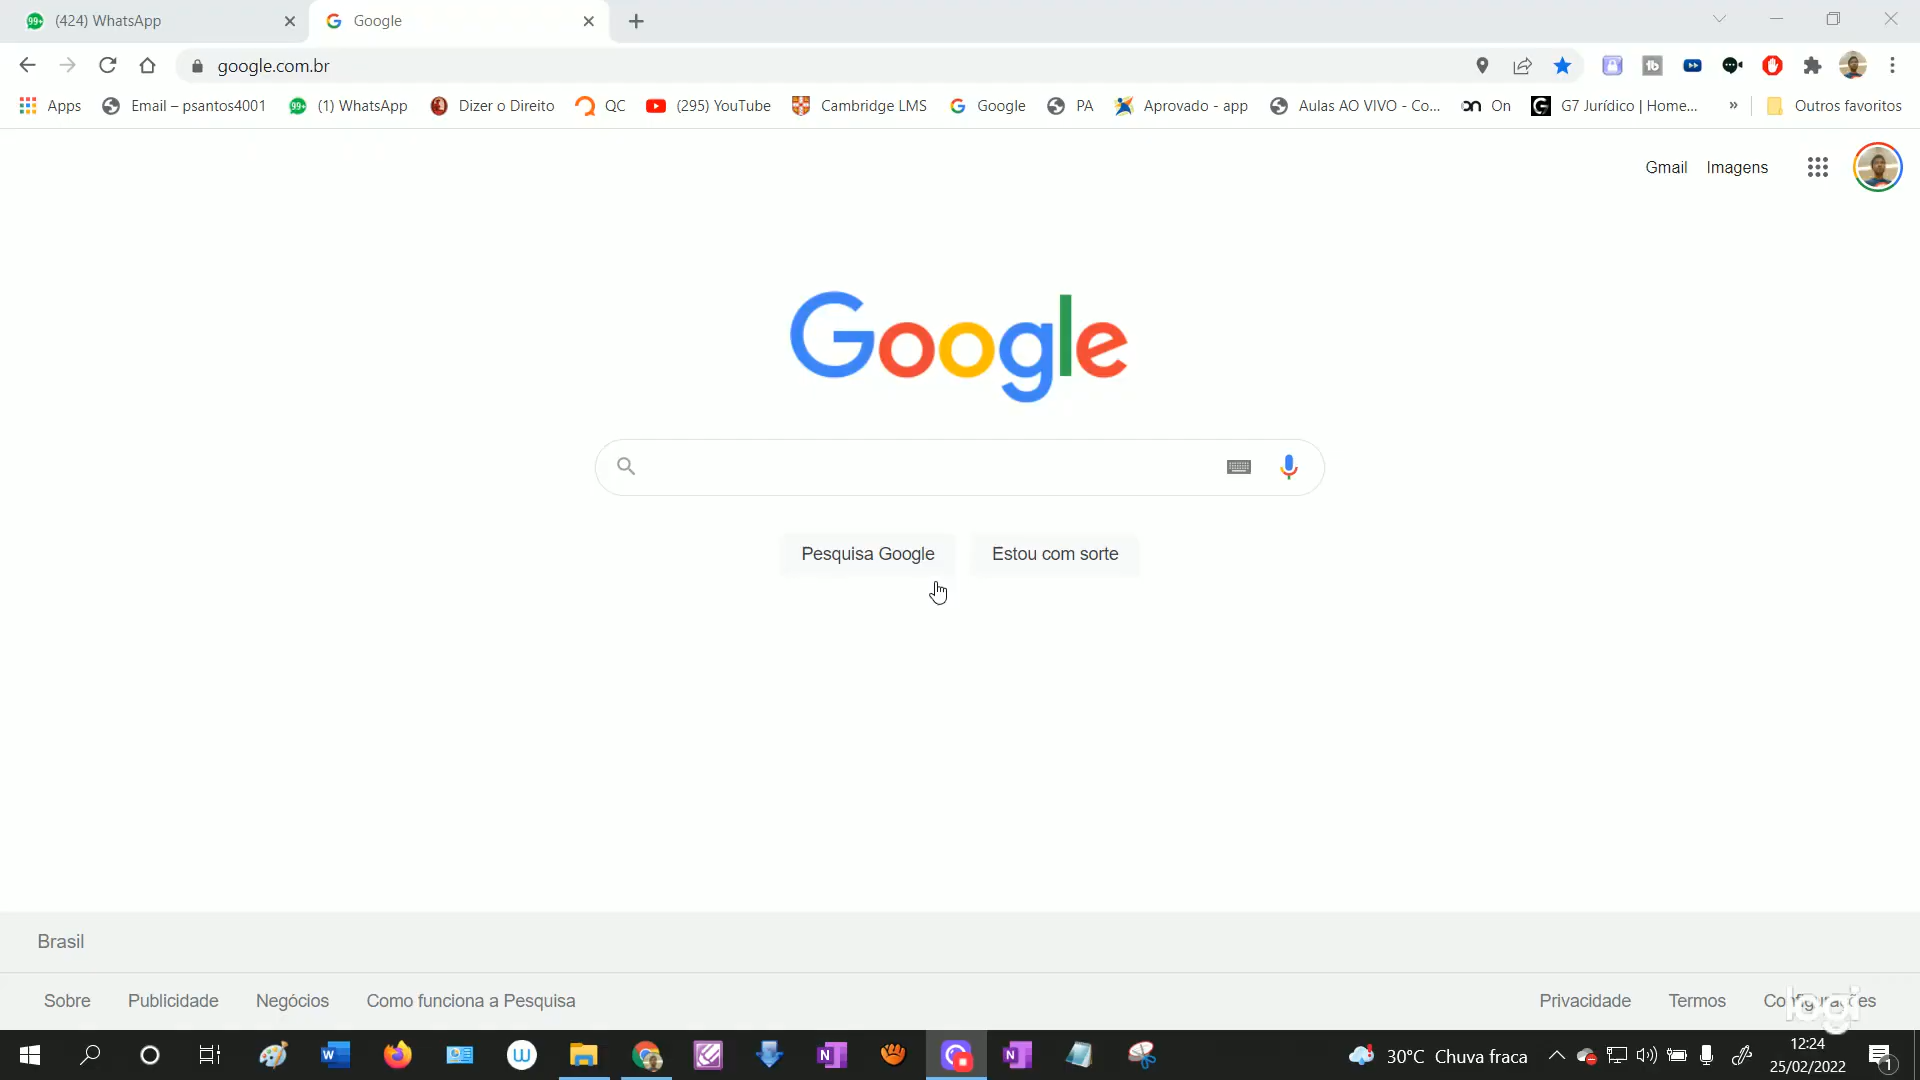 (424) WhatsApp
Google
google.com.br
Apps
Email – psantos4001
(1) WhatsApp
Dizer o Direito
QC
(295) YouTube
Cambridge LMS
Google
PA
Aprovado - app
Aulas AO VIVO - Co...
On
G7 Jurídico | Home...
»
Outros favoritos
Gmail
Imagens
Google
Pesquisa Google
Estou com sorte
Brasil
Sobre
Publicidade
Negócios
Como funciona a Pesquisa
Privacidade
Termos
Configurações
logi
30°C Chuva fraca
12:24
25/02/2022
1